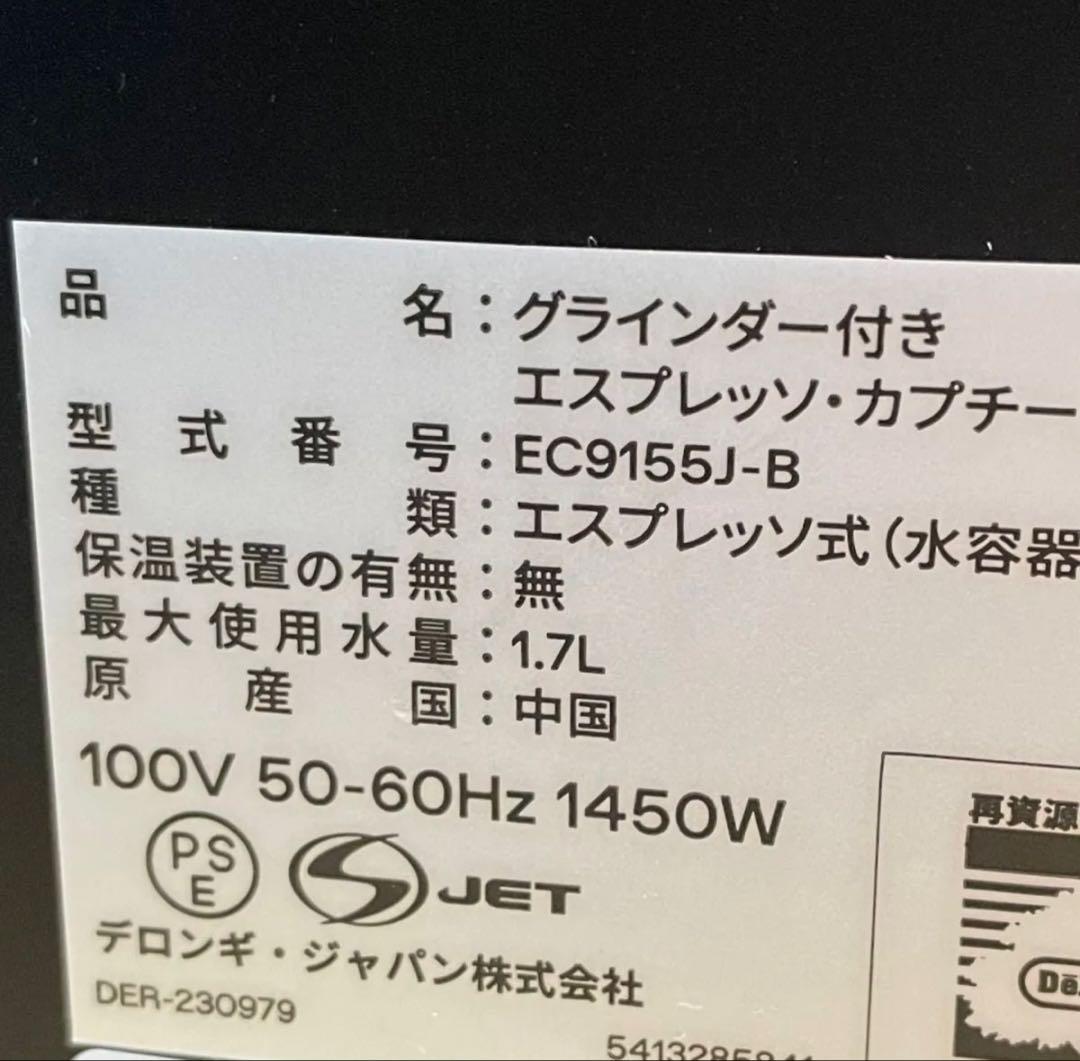 品名：グラインダー付き
エスプレッソ・カプチー
型式番号：EC9155J-B
種類：エスプレッソ式（水容器
保温装置の有無：無
最大使用水量：1.7L
原産国：中国
100V 50-60Hz 1450W
PS
E
S JET
デロンギ・ジャパン株式会社
DER-230979
再資源
De